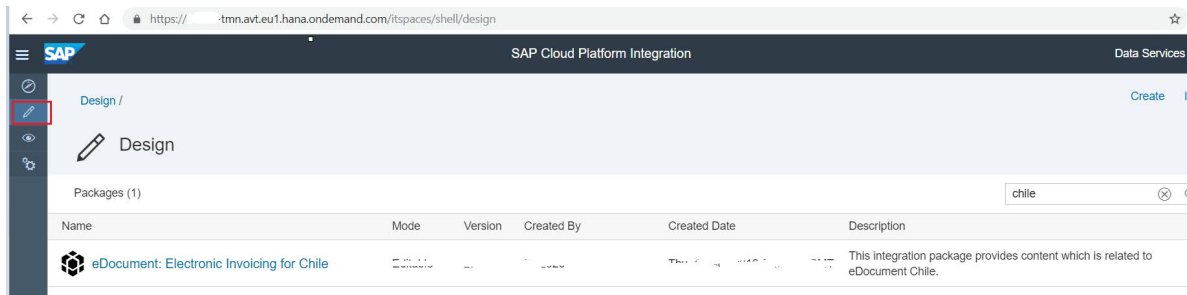 https:// -tmn.avt.eu1.hana.ondemand.com/itspaces/shell/design
SAP SAP Cloud Platform Integration Data Services
Design / Create
Design
Packages (1) chile
Name Mode Version Created By Created Date Description
eDocument: Electronic Invoicing for Chile This integration package provides content which is related to
eDocument Chile.